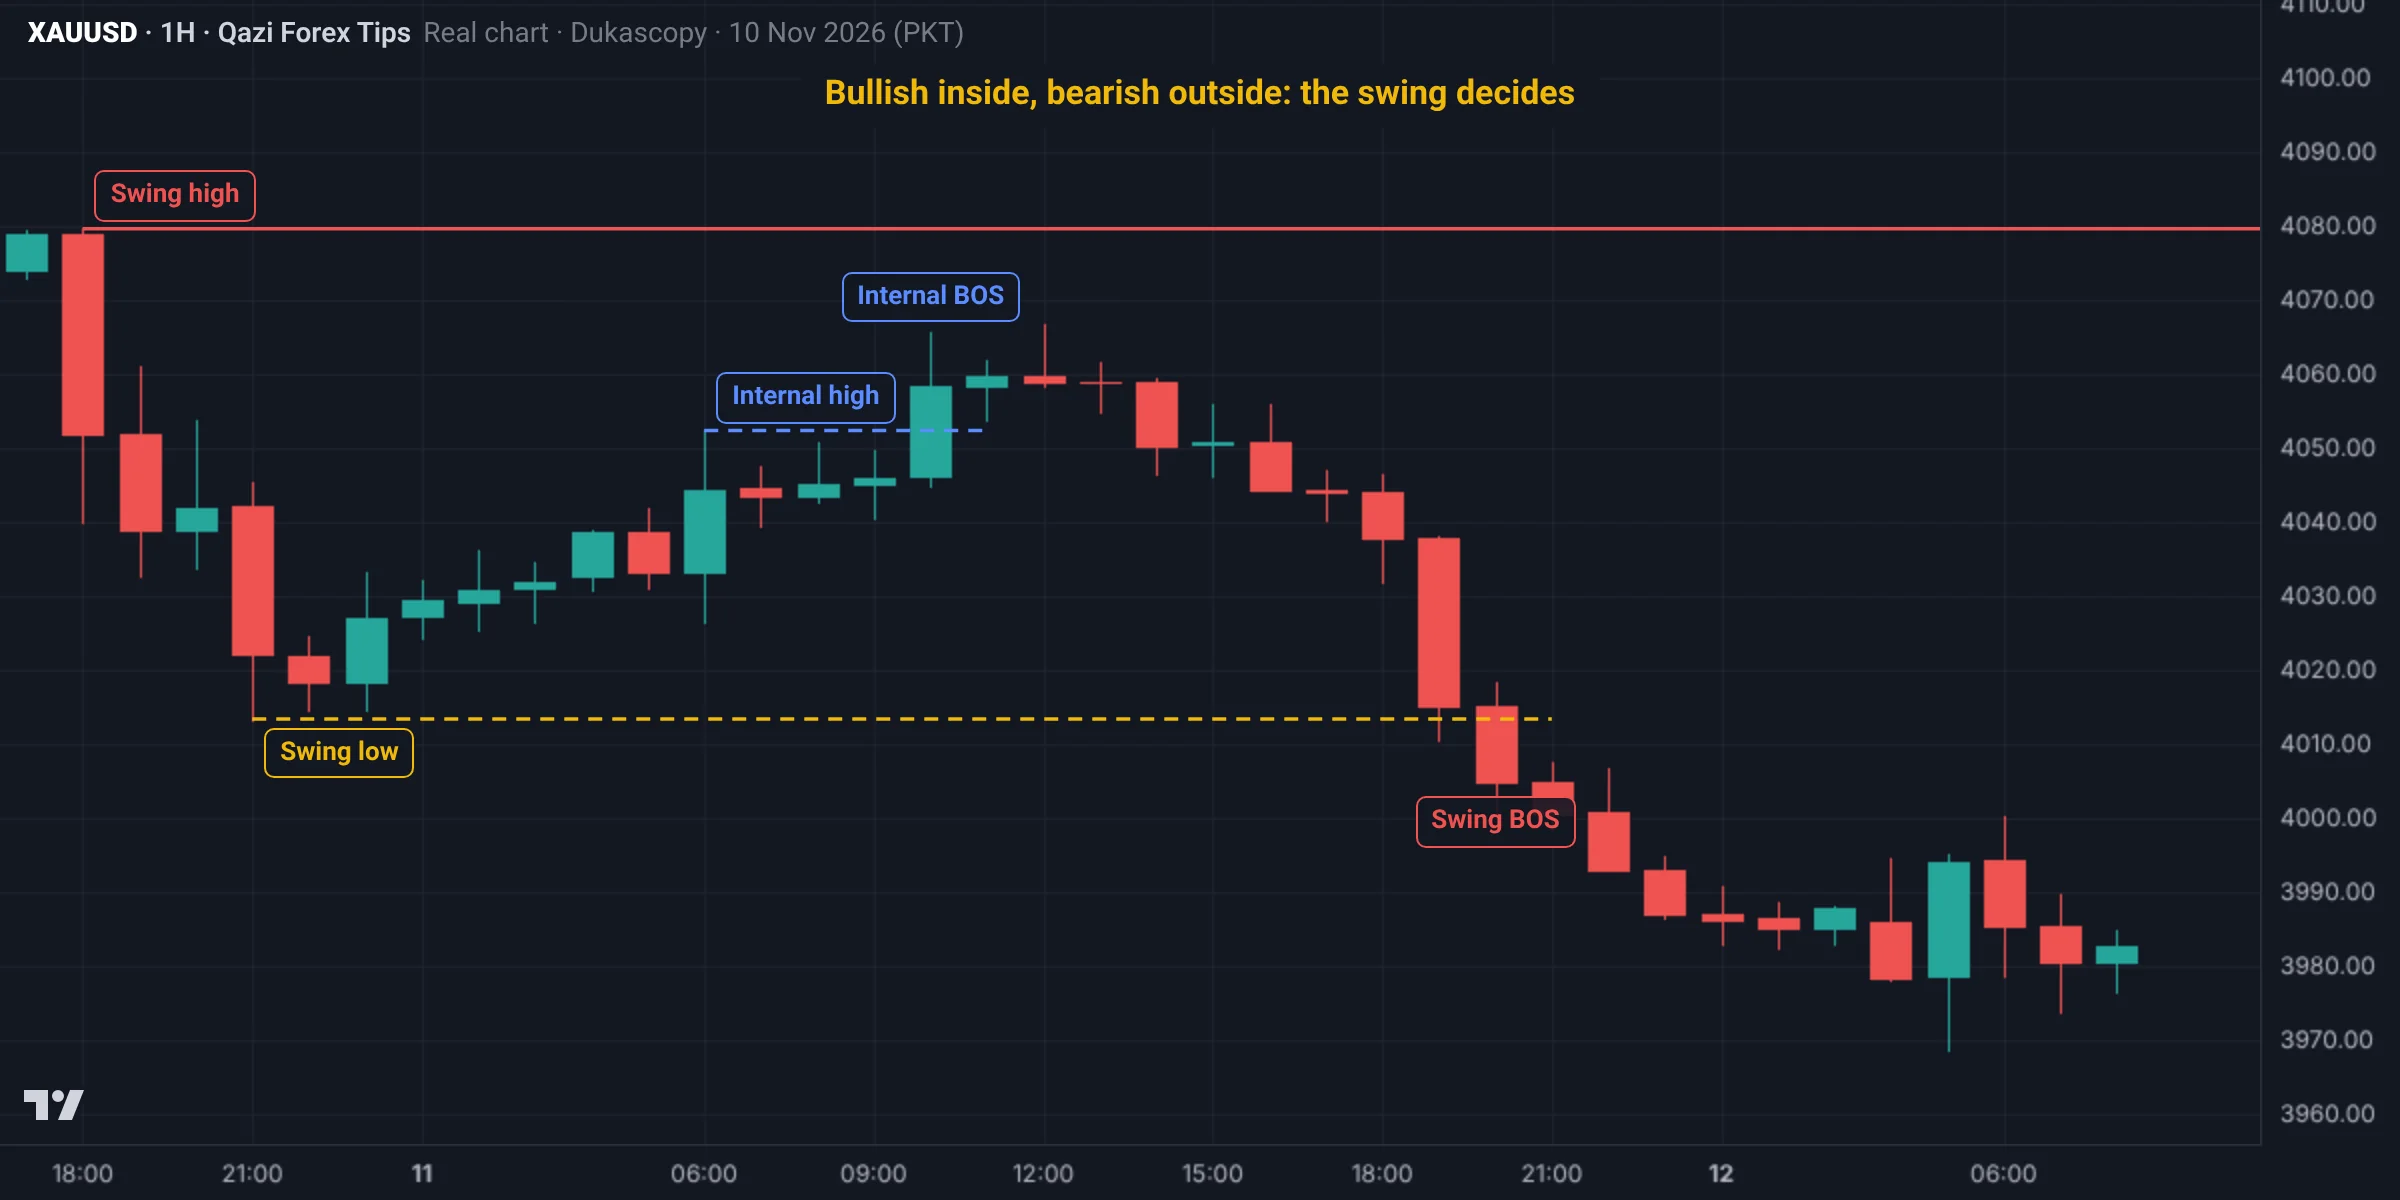 XAUUSD · 1H · Qazi Forex Tips Real chart · Dukascopy · 10 Nov 2026 (PKT)
Bullish inside, bearish outside: the swing decides
Swing high
Internal BOS
Internal high
Swing low
Swing BOS
4110.00
4100.00
4090.00
4080.00
4070.00
4060.00
4050.00
4040.00
4030.00
4020.00
4010.00
4000.00
3990.00
3980.00
3970.00
3960.00
18:00 21:00 11 06:00 09:00 12:00 15:00 18:00 21:00 12 06:00